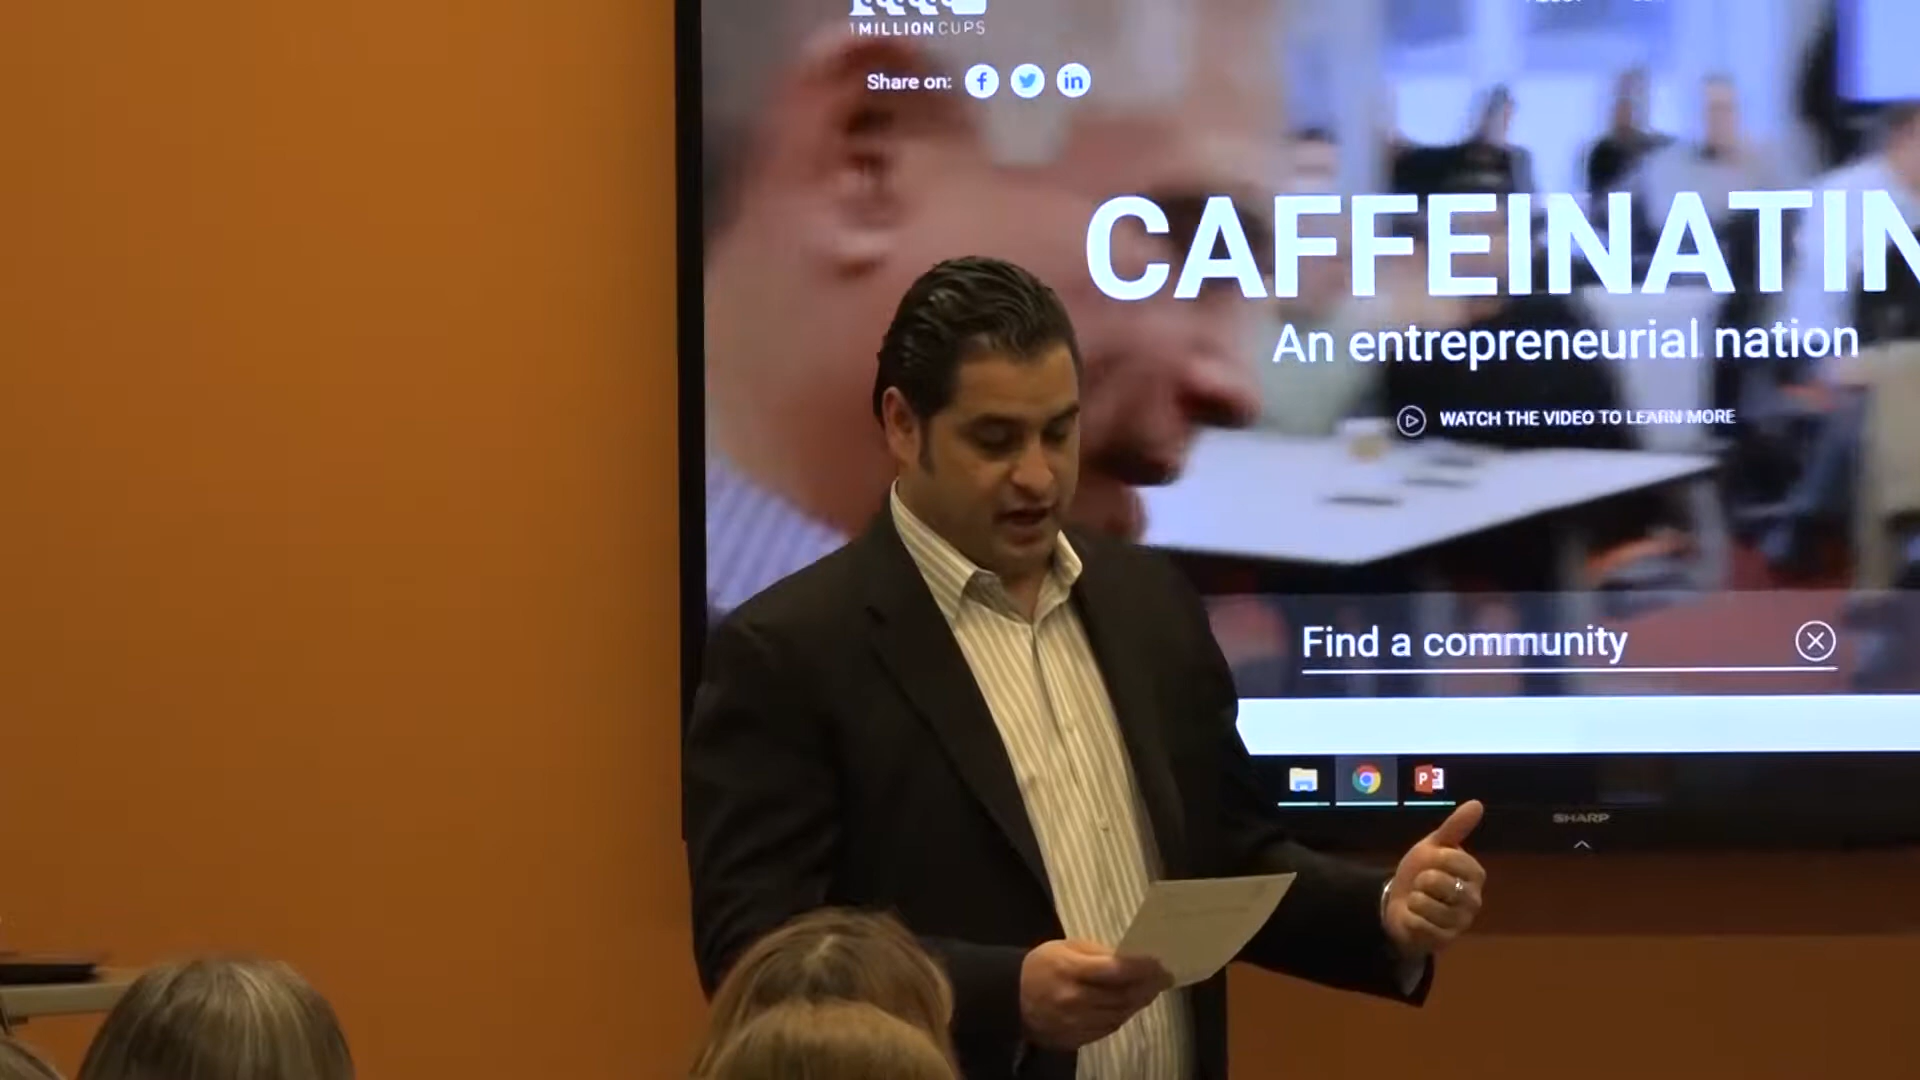 1MILLIONCUPS
Share on:
CAFFEINATIN
An entrepreneurial nation
WATCH THE VIDEO TO LEARN MORE
Find a community
SHARP